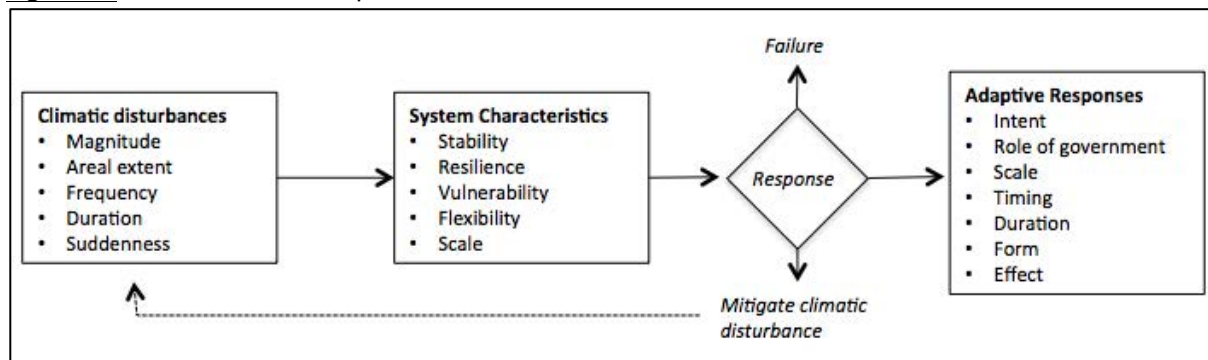 Climatic disturbances
• Magnitude
• Areal extent
• Frequency
• Duration
• Suddenness
System Characteristics
• Stability
• Resilience
• Vulnerability
• Flexibility
• Scale
Failure
Response
Mitigate climatic
disturbance
Adaptive Responses
• Intent
• Role of government
• Scale
• Timing
• Duration
• Form
• Effect